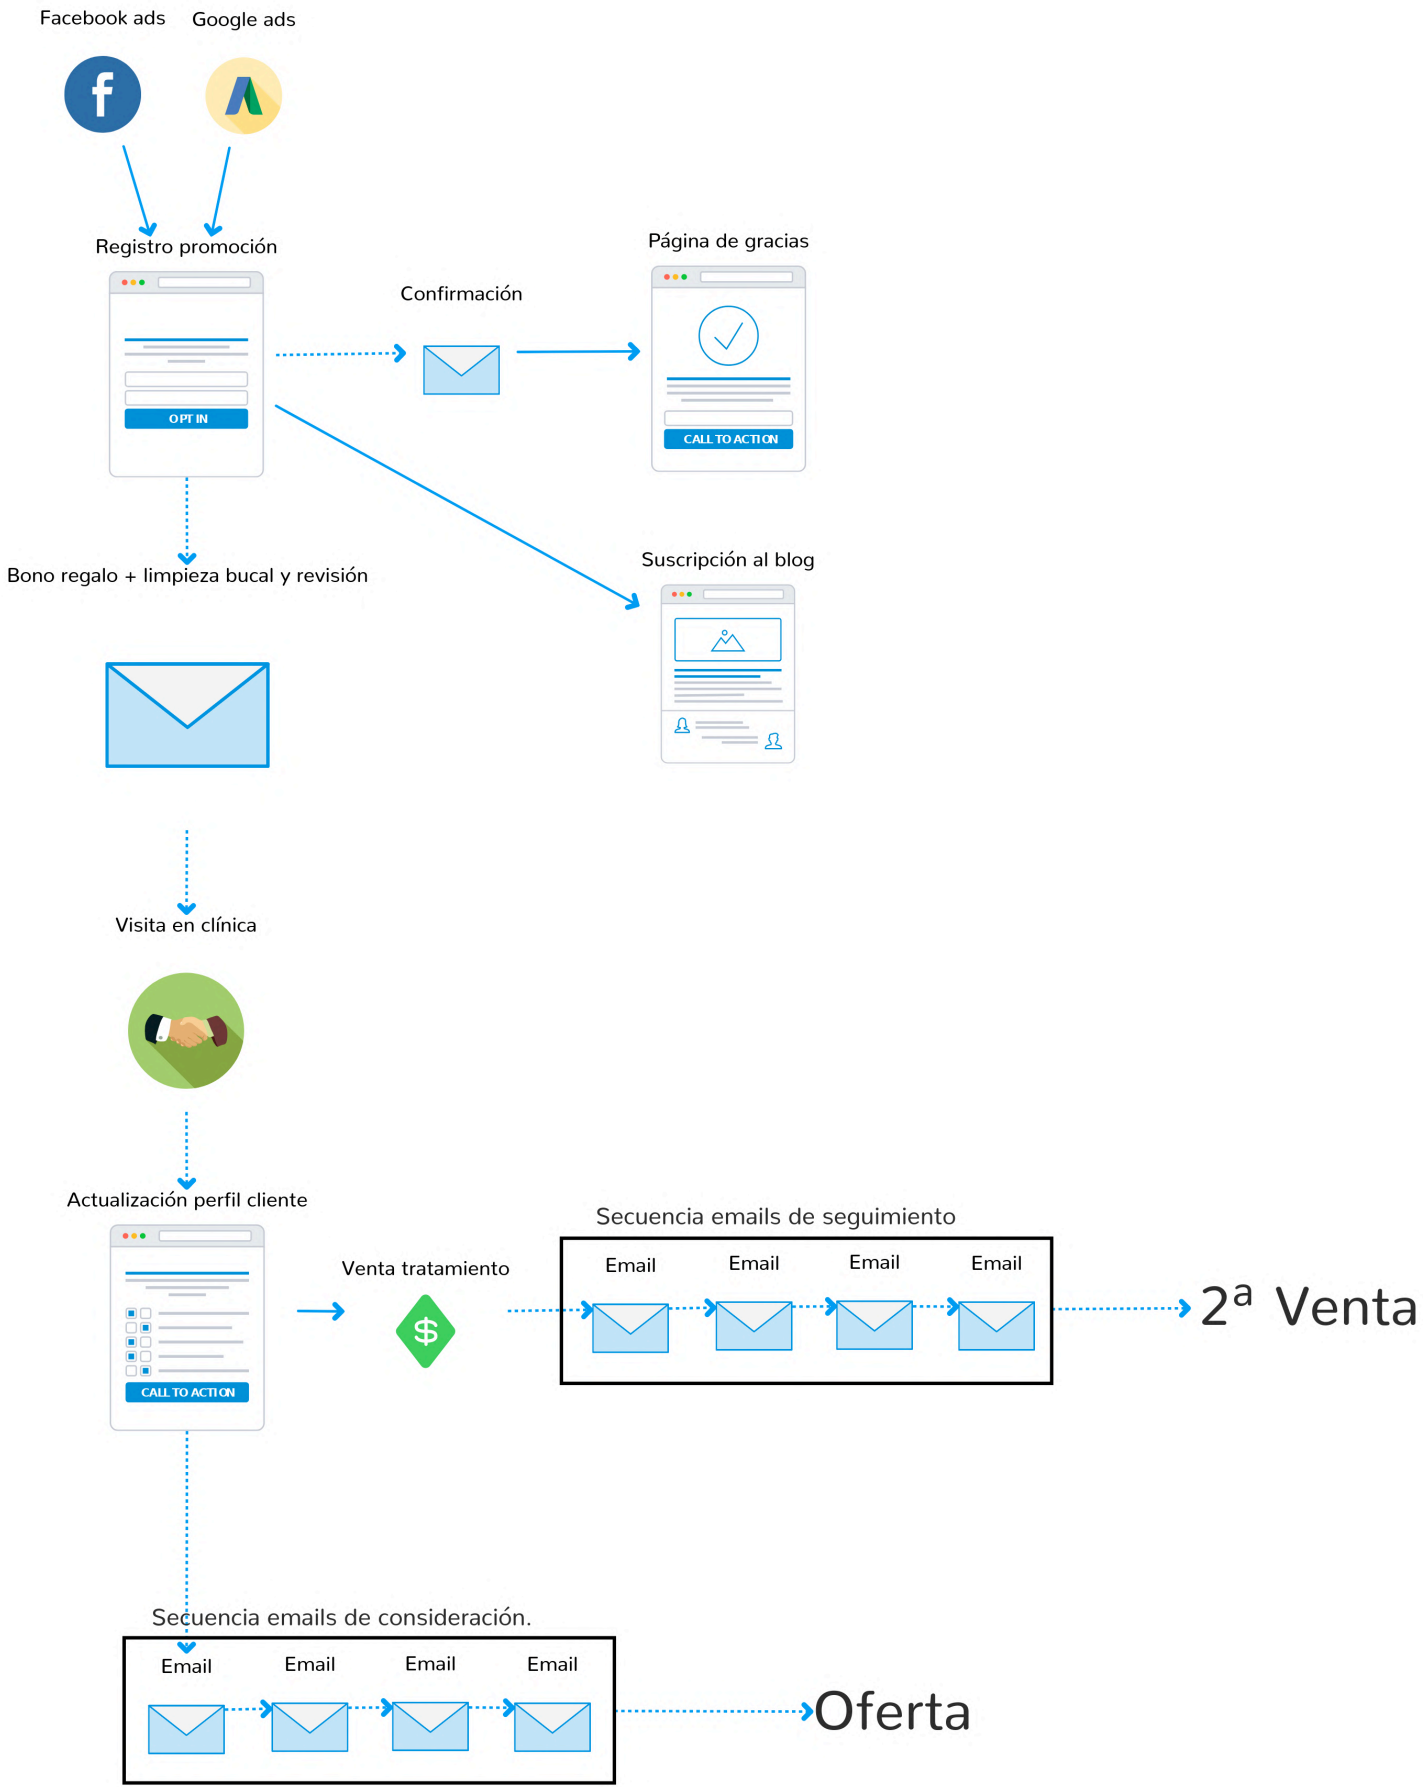 Facebook ads
Google ads
Registro promoción
OPT IN
Confirmación
Página de gracias
CALL TO ACTION
Suscripción al blog
Bono regalo + limpieza bucal y revisión
Visita en clínica
Actualización perfil cliente
CALL TO ACTION
Venta tratamiento
$
Secuencia emails de seguimiento
Email
Email
Email
Email
2ª Venta
Secuencia emails de consideración.
Email
Email
Email
Email
Oferta